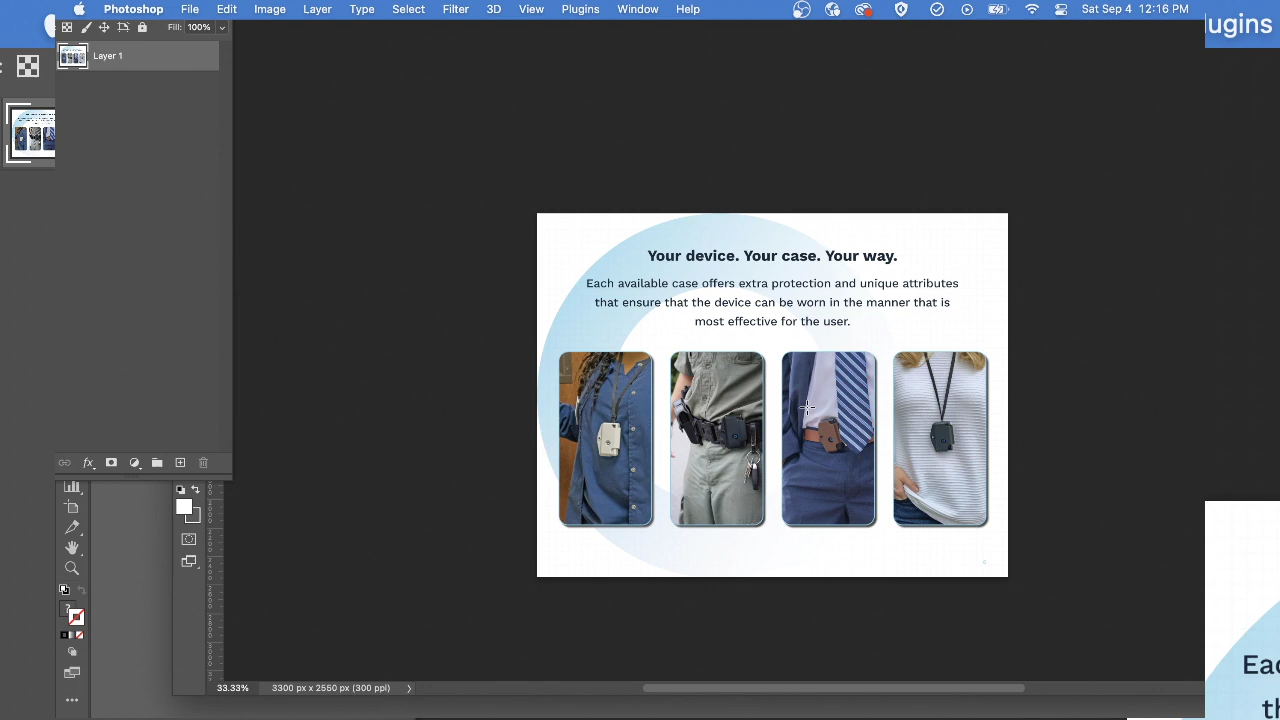 Photoshop File Edit Image Layer Type Select Filter 3D View Plugins Window Help Sat Sep 4 12:16 PM
ugins
Fill: 100%
Layer 1
fx
Your device. Your case. Your way.
Each available case offers extra protection and unique attributes
that ensure that the device can be worn in the manner that is
most effective for the user.
?
33.33% 3300 px x 2550 px (300 ppi)
Eac
th